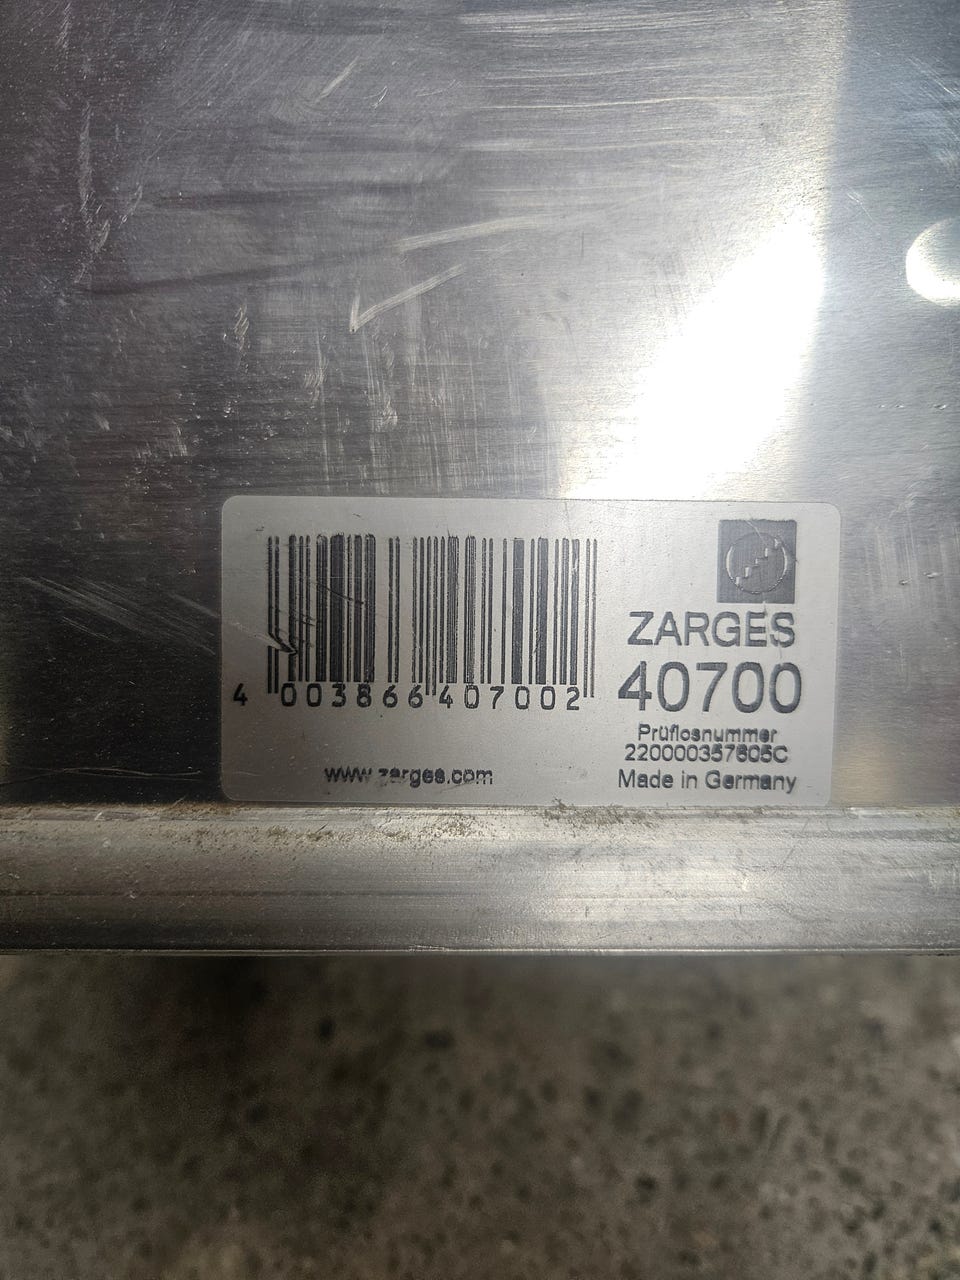 4 003866 407002
ZARGES
40700
Prüflosnummer
220000357605C
www.zarges.com
Made in Germany